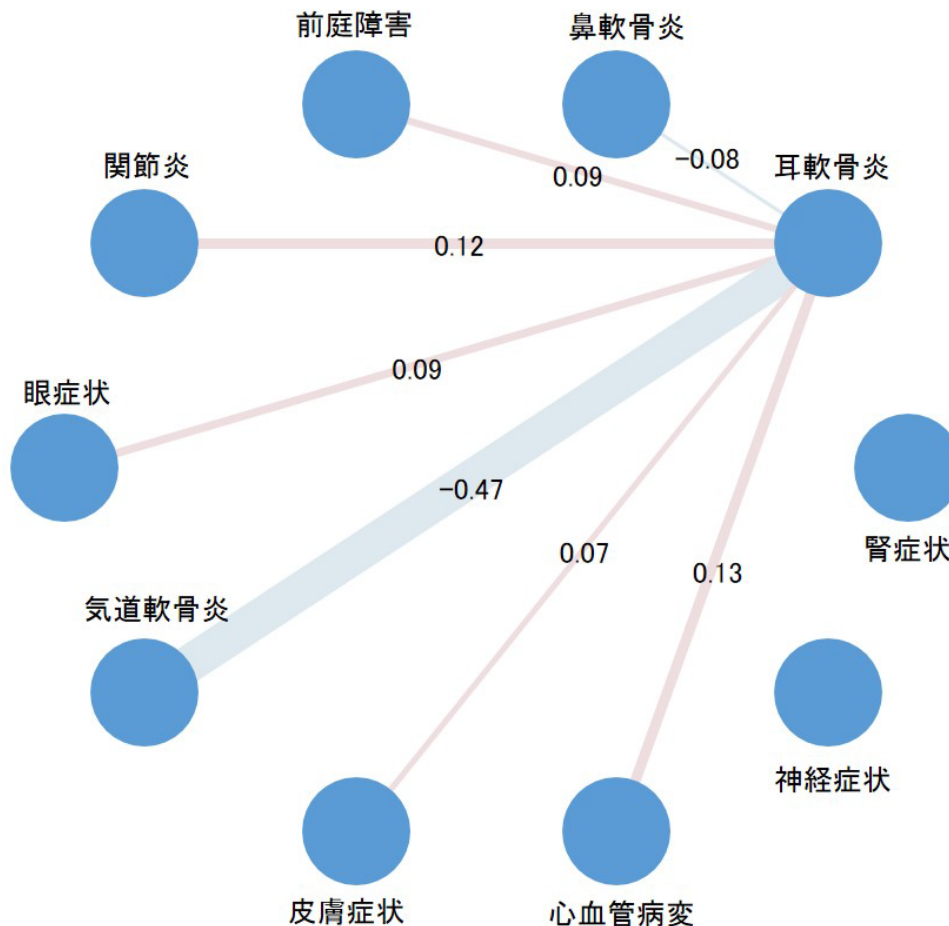 前庭障害
鼻軟骨炎
関節炎
耳軟骨炎
-0.08
0.09
0.12
0.09
眼症状
-0.47
腎症状
0.07
0.13
気道軟骨炎
神経症状
皮膚症状
心血管病変